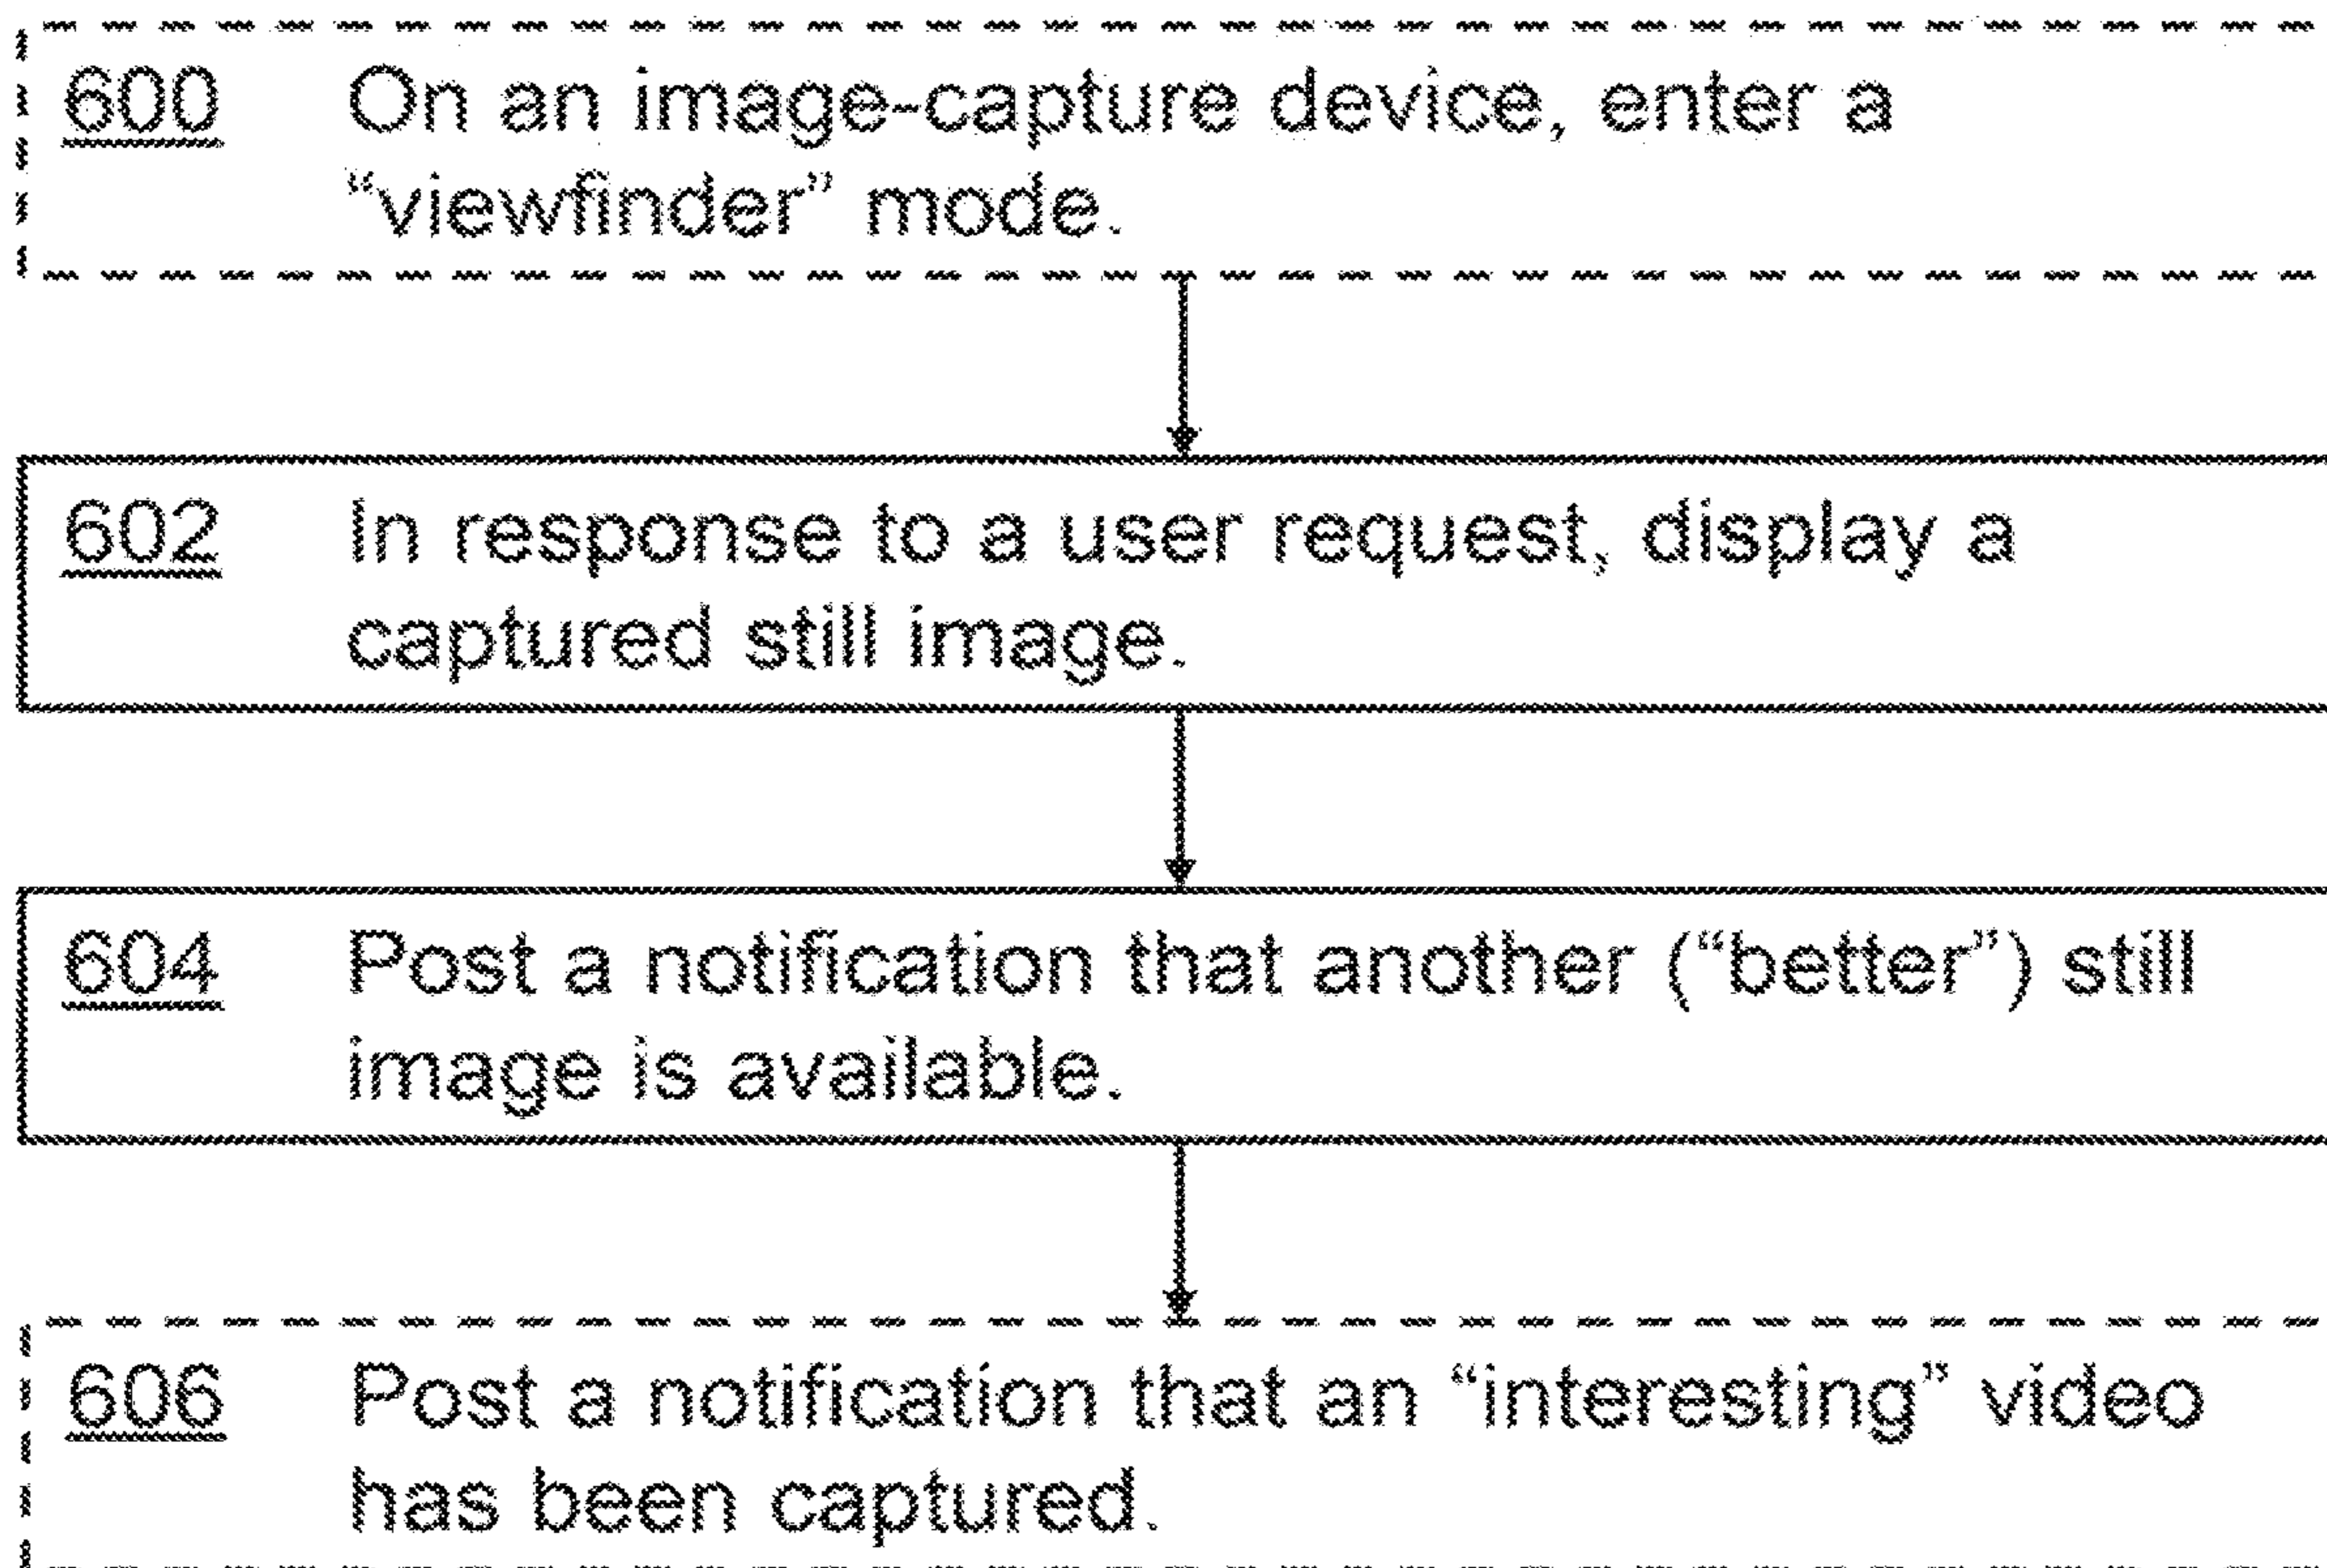 600 On an image-capture device, enter a
“viewfinder” mode.
602 In response to a user request, display a
captured still image.
604 Post a notification that another (“better”) still
image is available.
606 Post a notification that an “interesting” video
has been captured.